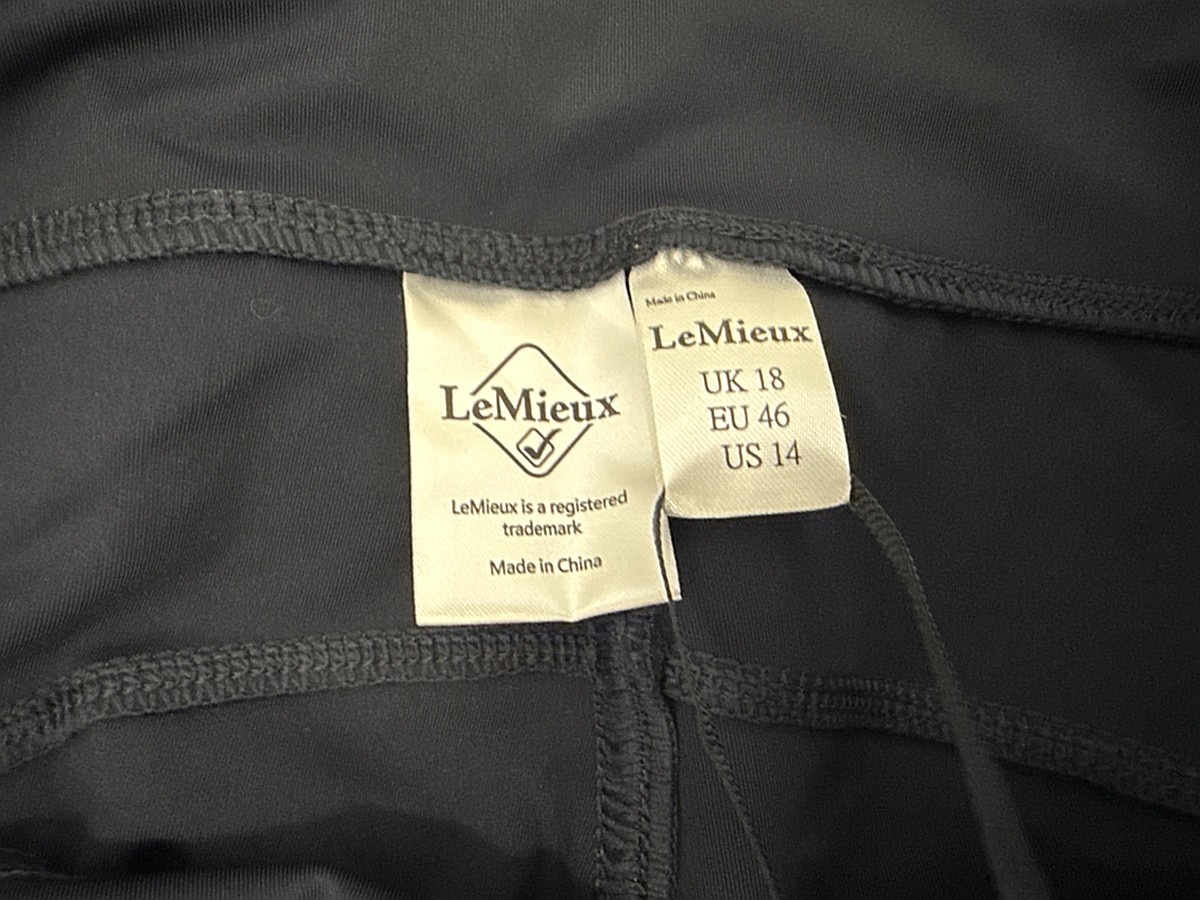 LeMieux
LeMieux is a registered
trademark
Made in China
Made in China
LeMieux
UK 18
EU 46
US 14